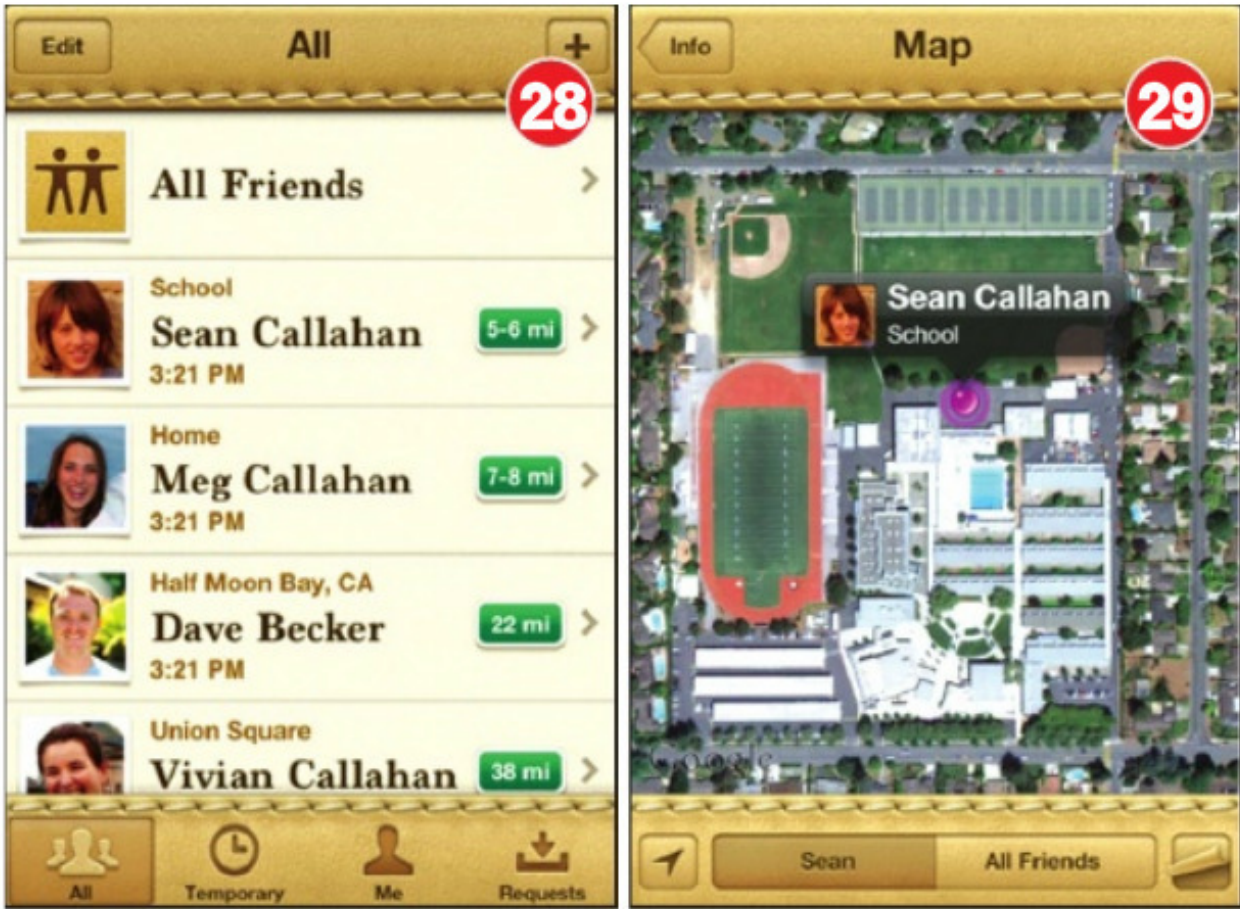 Edit
All
+
28
All Friends
School
Sean Callahan
5-6 mi
3:21 PM
Home
Meg Callahan
7-8 mi
3:21 PM
Half Moon Bay, CA
Dave Becker
22 mi
3:21 PM
Union Square
Vivian Callahan
38 mi
All
Temporary
Me
Requests
Info
Map
29
Sean Callahan
School
Google
Sean
All Friends